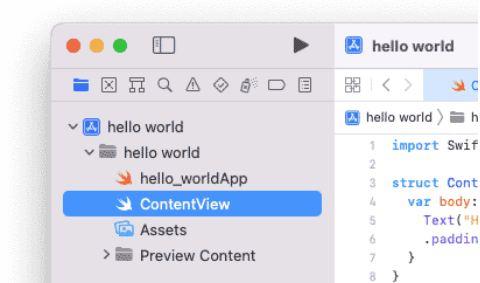 hello world
hello world
hello world
hello_worldApp
ContentView
Assets
Preview Content
hello world
1 import Swif
2
3 struct Cont
4 var body:
5 Text("H
6 .paddin
7 }
8 }